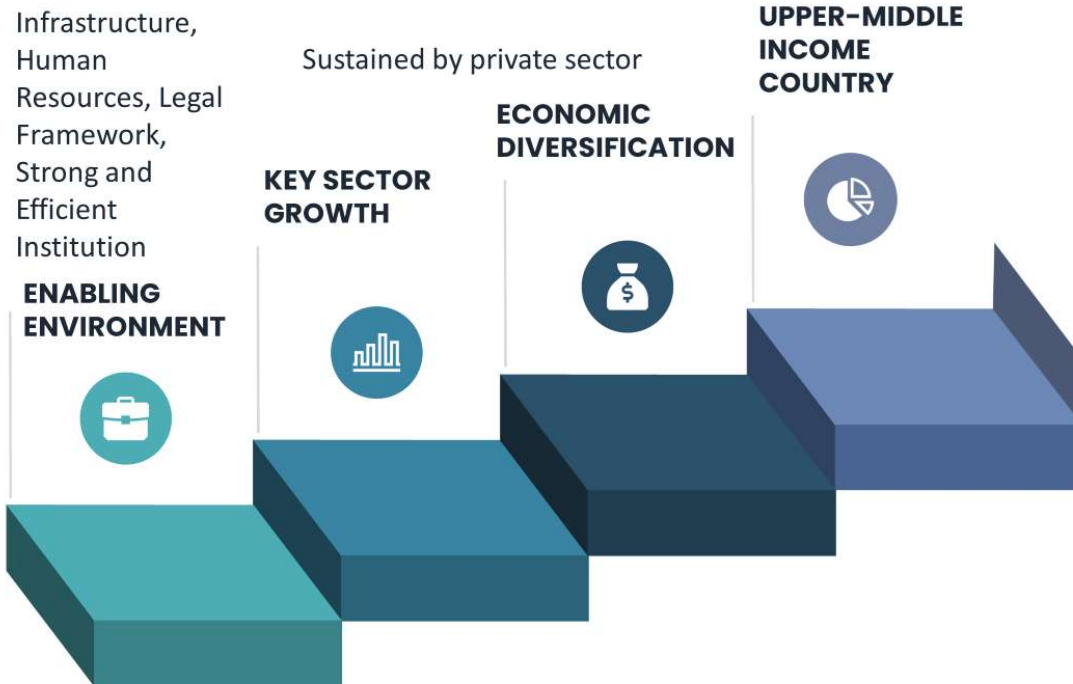 Infrastructure,
Human
Resources, Legal
Framework,
Strong and
Efficient
Institution
ENABLING
ENVIRONMENT
Sustained by private sector
KEY SECTOR
GROWTH
ECONOMIC
DIVERSIFICATION
UPPER-MIDDLE
INCOME
COUNTRY
$